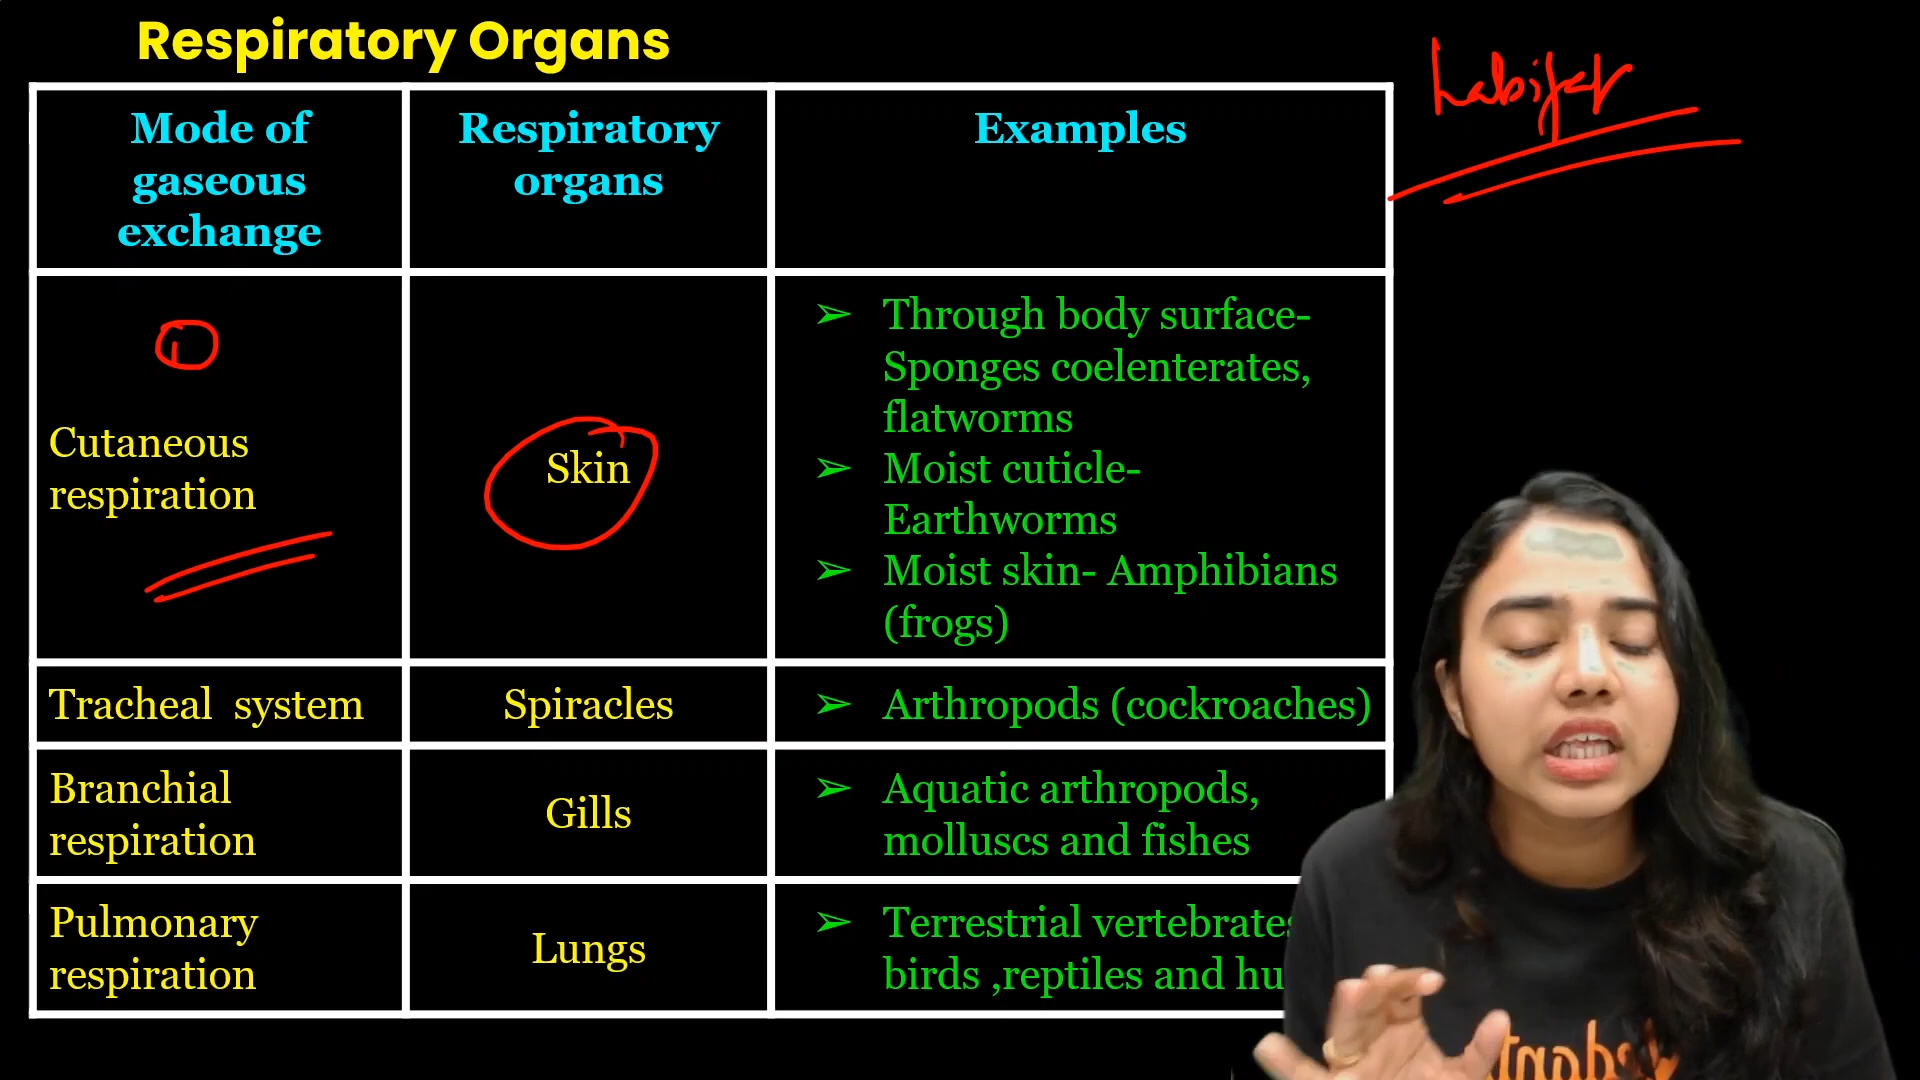 Respiratory Organs
Mode of
gaseous
exchange
Respiratory
organs
Examples
Cutaneous
respiration
Skin
➢ Through body surface-
Sponges coelenterates,
flatworms
➢ Moist cuticle-
Earthworms
➢ Moist skin- Amphibians
(frogs)
Tracheal system
Spiracles
➢ Arthropods (cockroaches)
Branchial
respiration
Gills
➢ Aquatic arthropods,
molluscs and fishes
Pulmonary
respiration
Lungs
➢ Terrestrial vertebrates
birds ,reptiles and hu